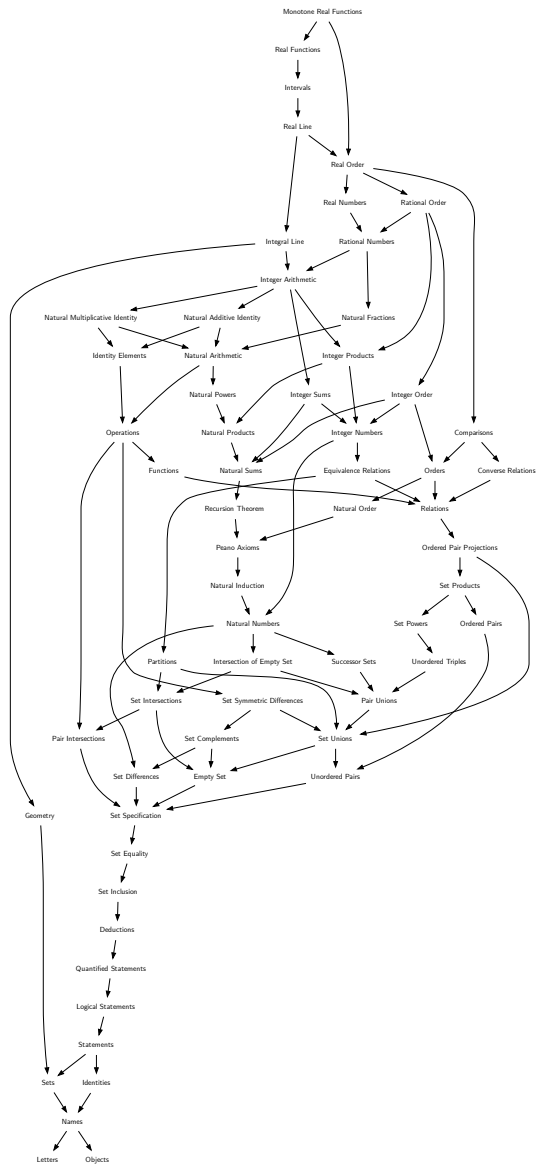 Monotone Real Functions
Real Functions
Intervals
Real Line
Real Order
Real Numbers
Rational Order
Integral Line
Rational Numbers
Integer Arithmetic
Natural Multiplicative Identity
Natural Additive Identity
Natural Fractions
Identity Elements
Natural Arithmetic
Integer Products
Natural Powers
Integer Sums
Integer Order
Operations
Natural Products
Integer Numbers
Comparisons
Functions
Natural Sums
Equivalence Relations
Orders
Converse Relations
Recursion Theorem
Natural Order
Relations
Peano Axioms
Ordered Pair Projections
Natural Induction
Set Products
Natural Numbers
Set Powers
Ordered Pairs
Partitions
Intersection of Empty Set
Successor Sets
Unordered Triples
Set Intersections
Set Symmetric Differences
Pair Unions
Pair Intersections
Set Complements
Set Unions
Set Differences
Empty Set
Unordered Pairs
Geometry
Set Specification
Set Equality
Set Inclusion
Deductions
Quantified Statements
Logical Statements
Statements
Sets
Identities
Names
Letters
Objects